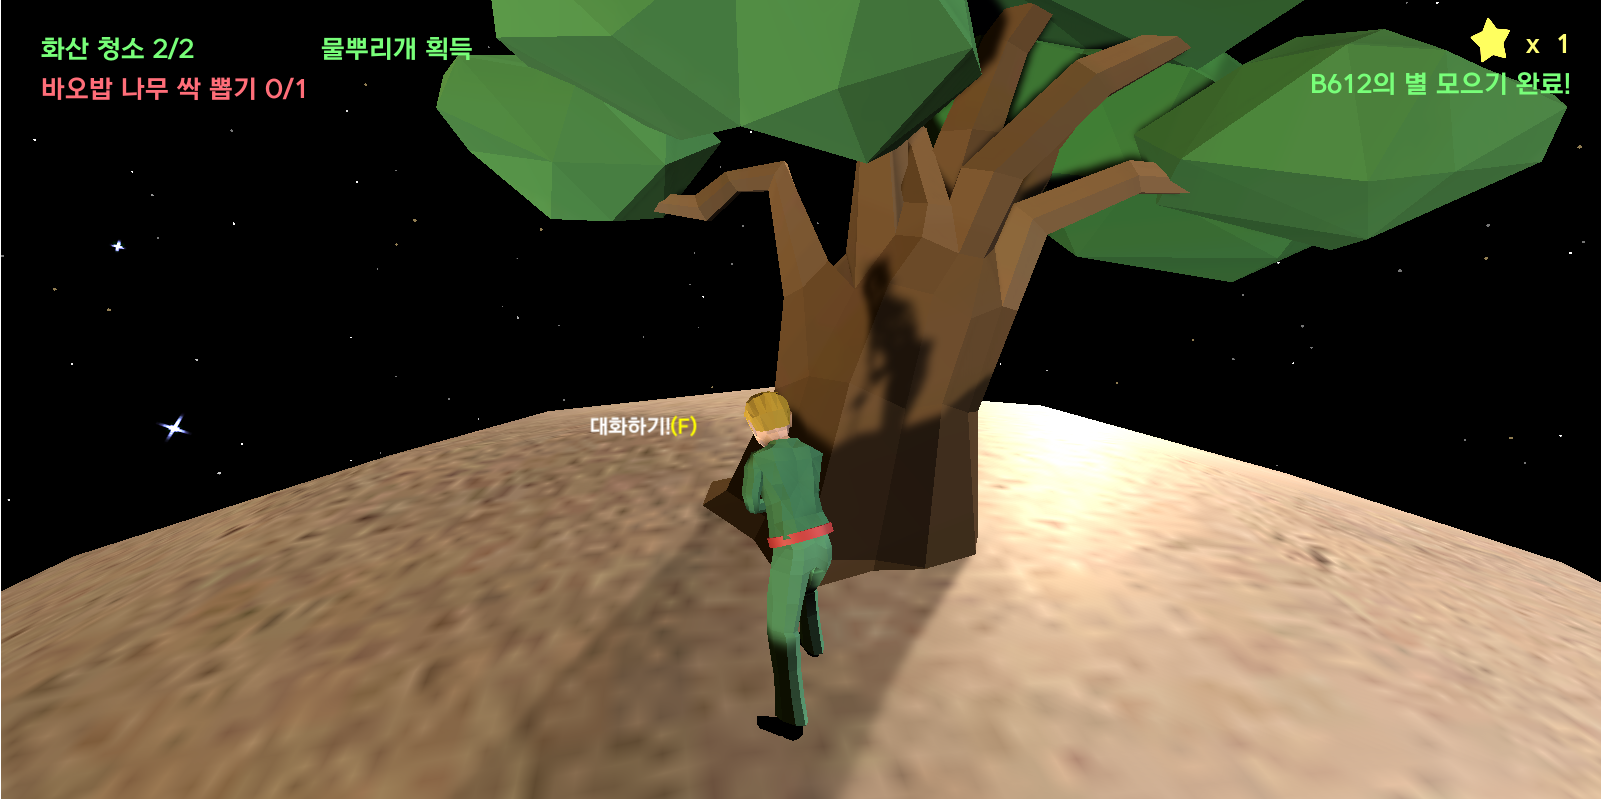 화산 청소 2/2
물뿌리개 획득
바오밥 나무 싹 뽑기 0/1
x 1
B612의 별 모으기 완료!
대화하기!(F)